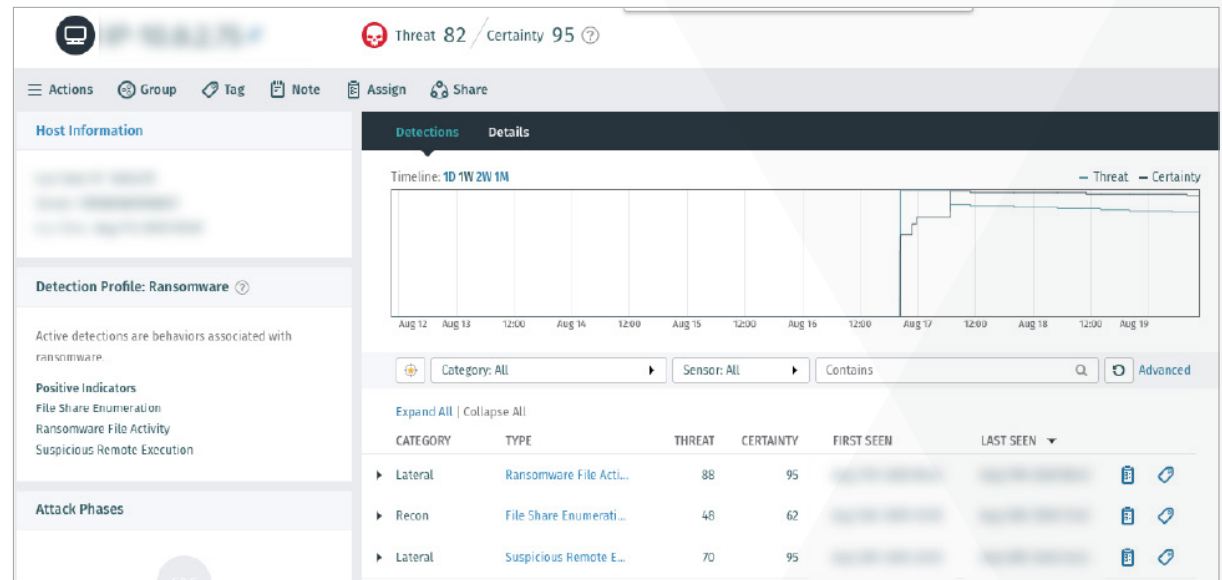 Threat 82 / Certainty 95 ?
Actions Group Tag Note Assign Share
Host Information
Detection Profile: Ransomware ?
Active detections are behaviors associated with
ransomware.
Positive Indicators
File Share Enumeration
Ransomware File Activity
Suspicious Remote Execution
Attack Phases
Detections Details
Timeline: 1D 1W 2W 1M
Threat Certainty
Aug 12 Aug 13 12:00 Aug 14 12:00 Aug 15 12:00 Aug 16 12:00 Aug 17 12:00 Aug 18 12:00 Aug 19
Category: All Sensor: All Contains Advanced
Expand All | Collapse All
CATEGORY TYPE THREAT CERTAINTY FIRST SEEN LAST SEEN
Lateral Ransomware File Acti... 88 95
Recon File Share Enumerati... 48 62
Lateral Suspicious Remote E... 70 95